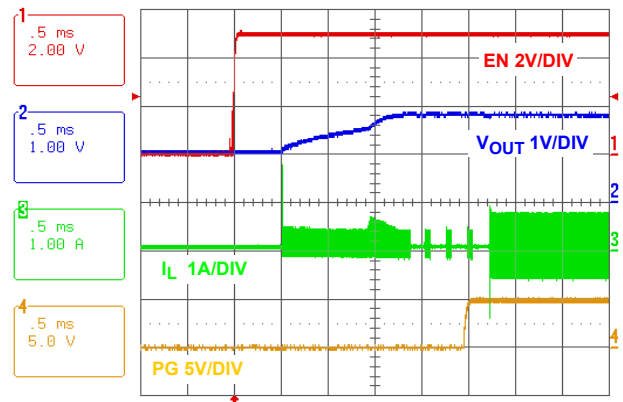 1
.5 ms
2.00 V
EN 2V/DIV
2
.5 ms
1.00 V
VOUT 1V/DIV
1
2
3
.5 ms
1.00 A
IL 1A/DIV
3
4
.5 ms
5.0 V
PG 5V/DIV
4